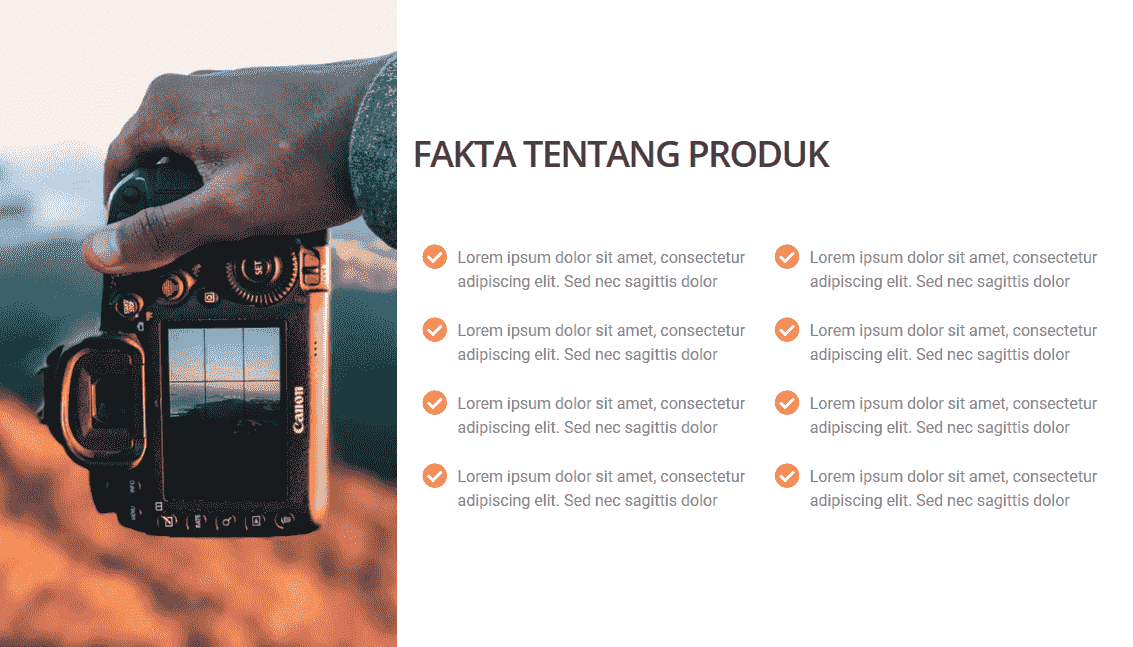 FAKTA TENTANG PRODUK
Lorem ipsum dolor sit amet, consectetur
adipiscing elit. Sed nec sagittis dolor
Lorem ipsum dolor sit amet, consectetur
adipiscing elit. Sed nec sagittis dolor
Lorem ipsum dolor sit amet, consectetur
adipiscing elit. Sed nec sagittis dolor
Lorem ipsum dolor sit amet, consectetur
adipiscing elit. Sed nec sagittis dolor
Lorem ipsum dolor sit amet, consectetur
adipiscing elit. Sed nec sagittis dolor
Lorem ipsum dolor sit amet, consectetur
adipiscing elit. Sed nec sagittis dolor
Lorem ipsum dolor sit amet, consectetur
adipiscing elit. Sed nec sagittis dolor
Lorem ipsum dolor sit amet, consectetur
adipiscing elit. Sed nec sagittis dolor
SET
Canon
INFO
MENU
RATE